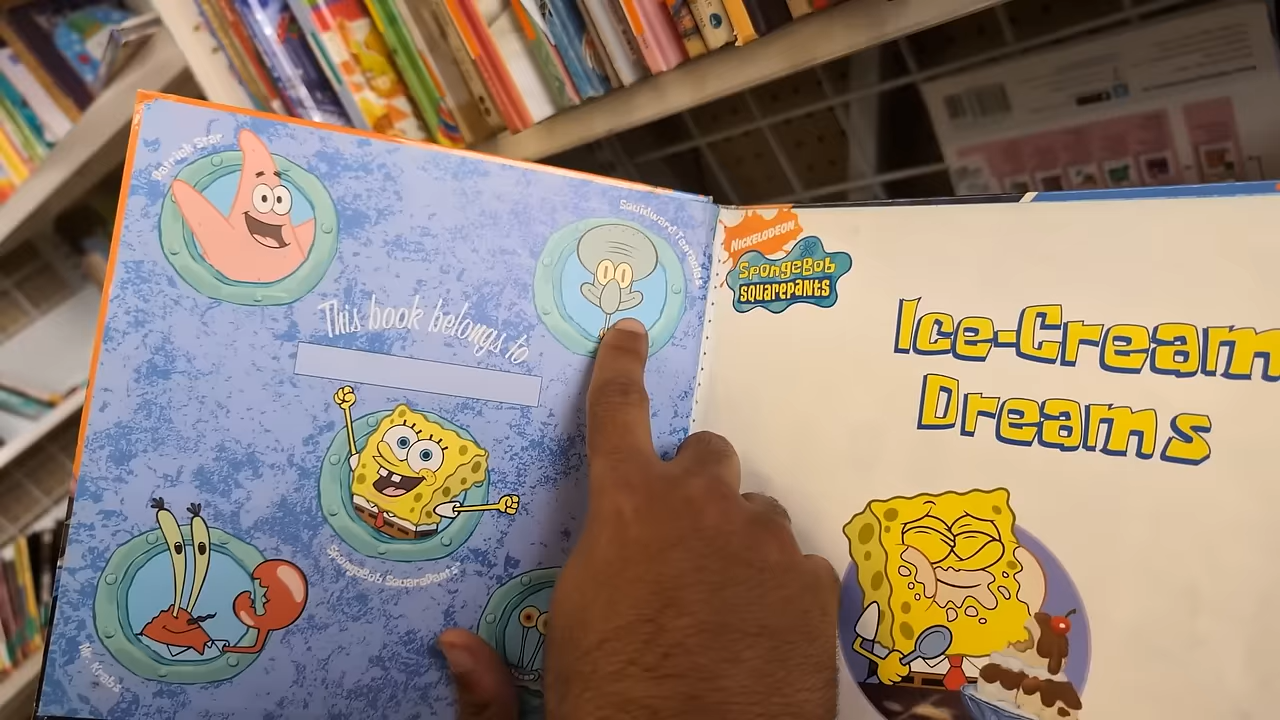 Patrick Star
Squidward Tentacles
This book belongs to
SpongeBob SquarePants
Mr. Krabs
NICKELODEON
SpongeBob
SQUAREPANTS
Ice-Cream
Dreams